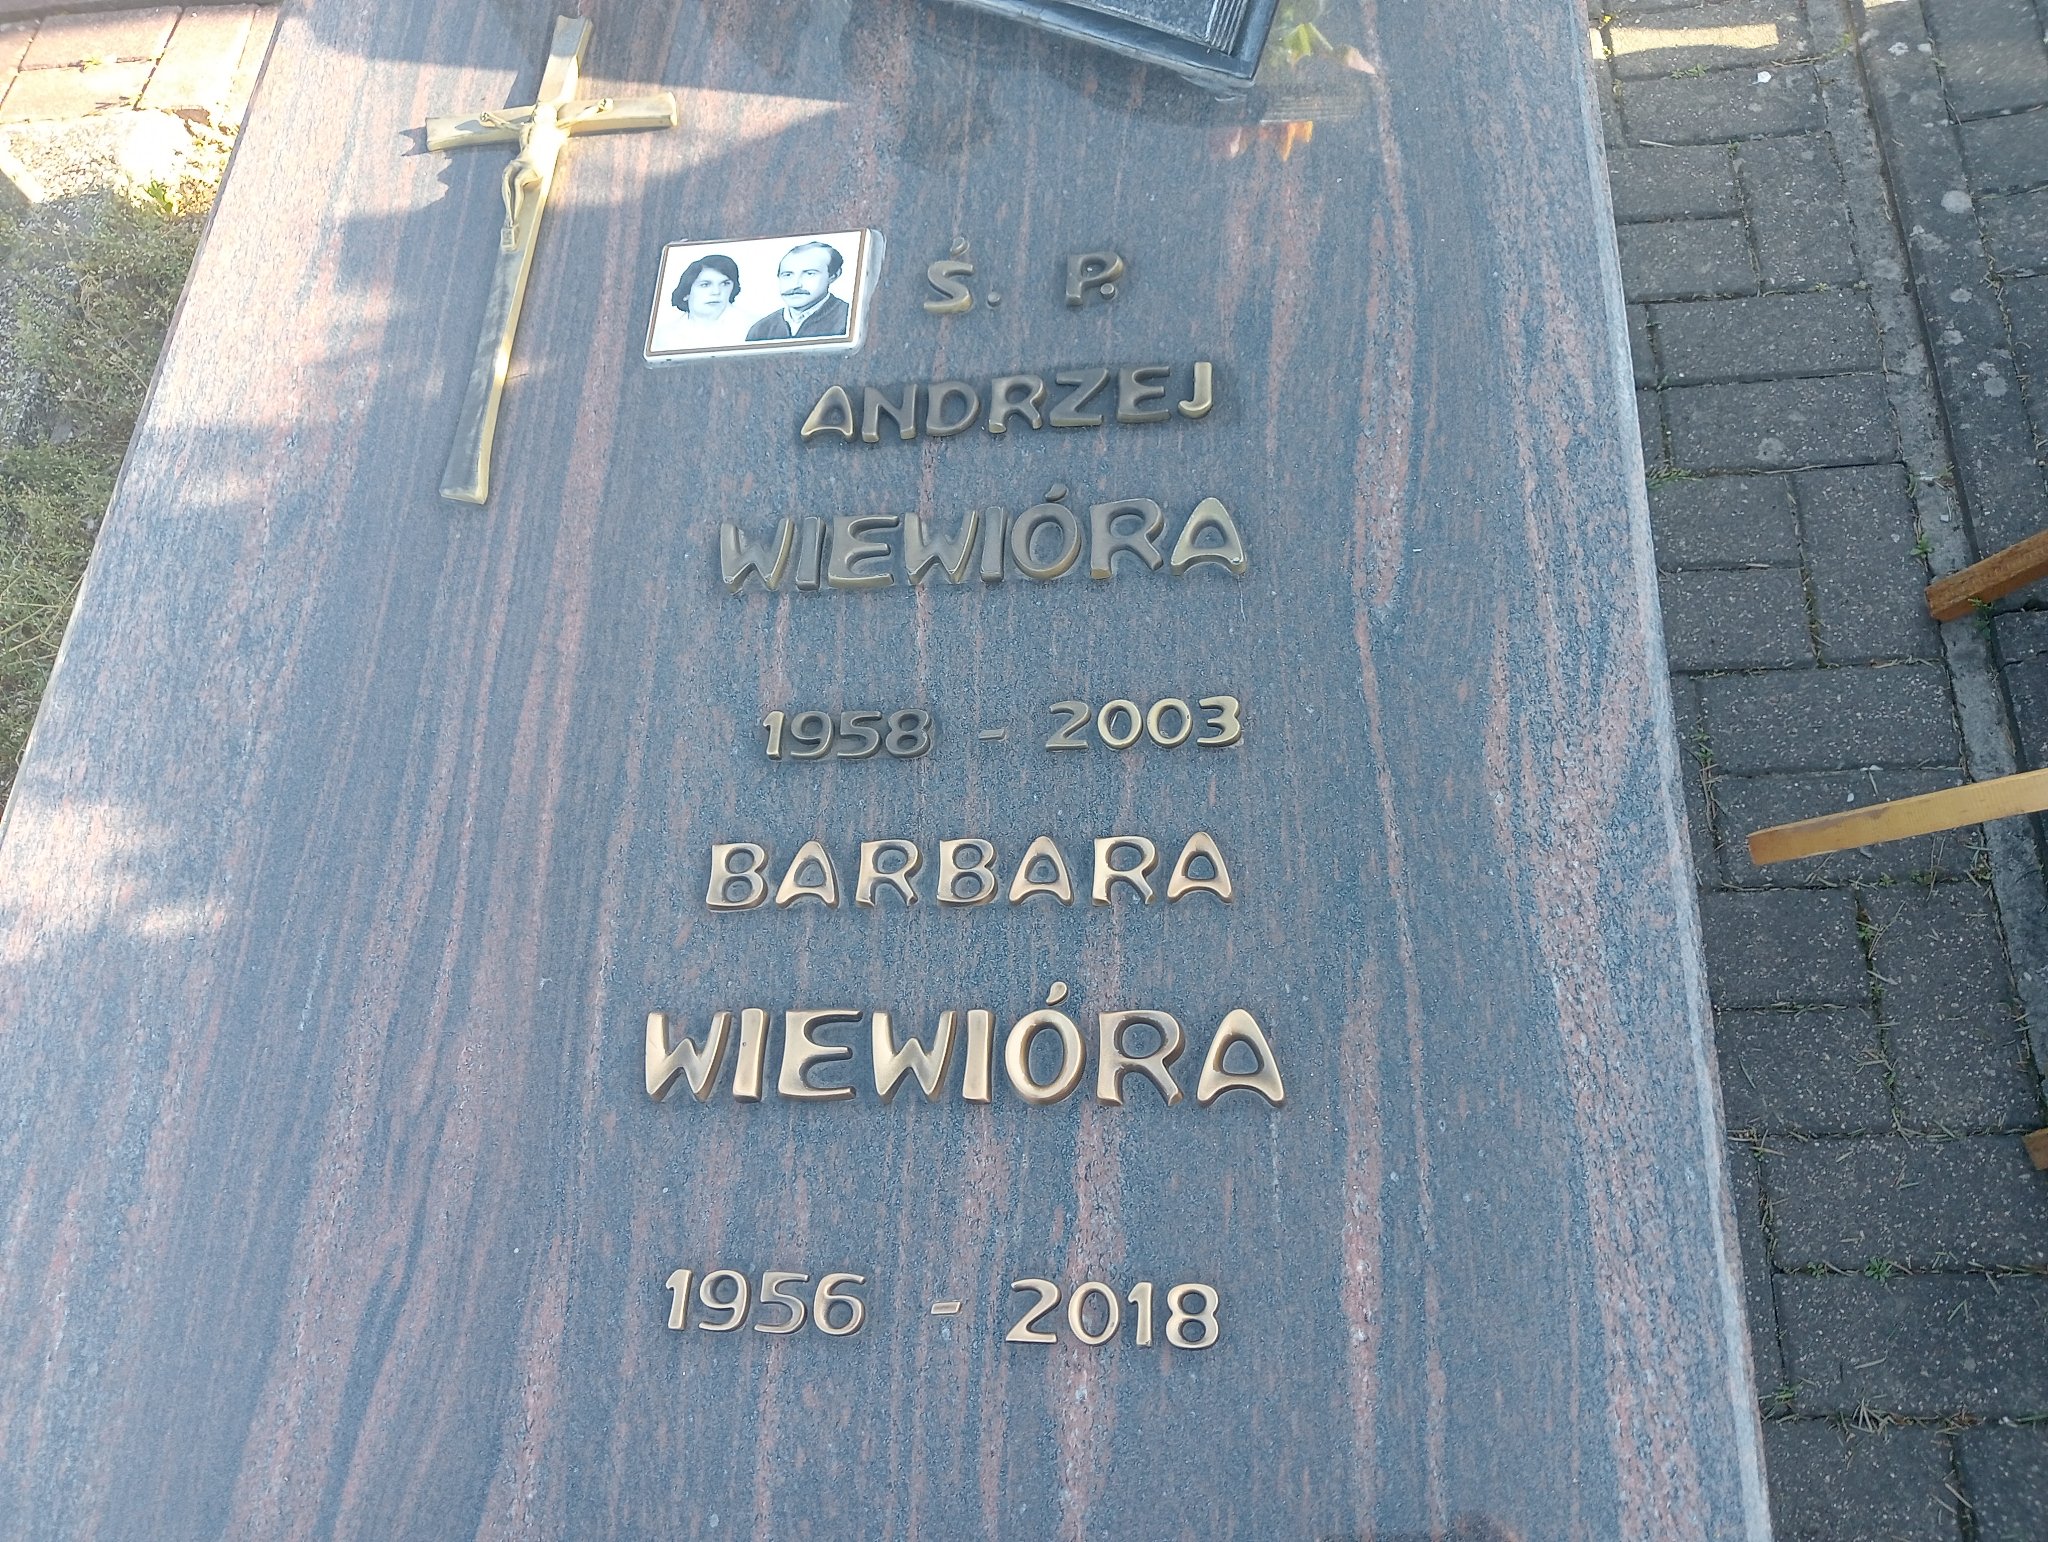 Ś. P.
ANDRZEJ
WIEWIÓRA
1958 - 2003
BARBARA
WIEWIÓRA
1956 - 2018